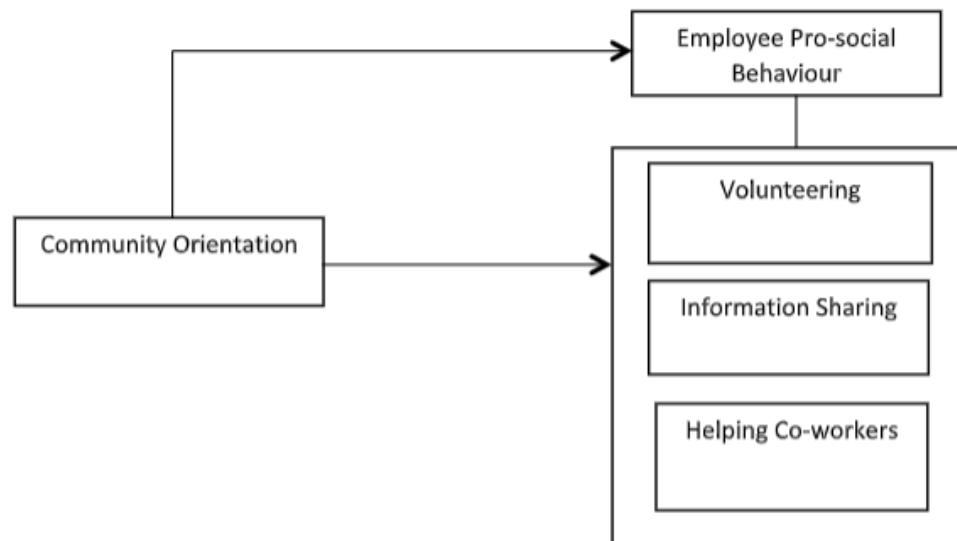 Employee Pro-social
Behaviour
Volunteering
Community Orientation
Information Sharing
Helping Co-workers